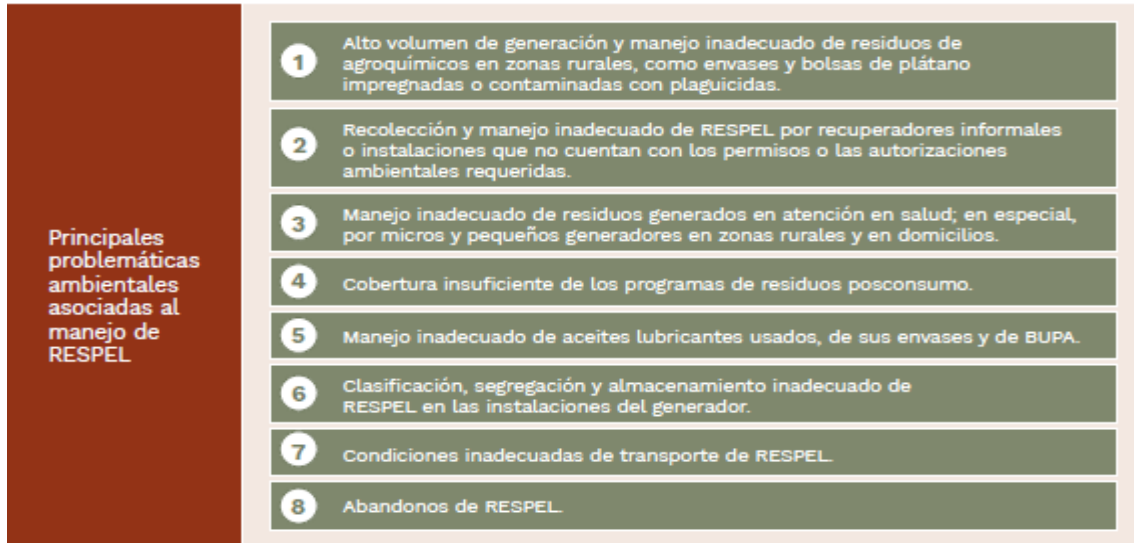 Principales
problemáticas
ambientales
asociadas al
manejo de
RESPEL
1
Alto volumen de generación y manejo inadecuado de residuos de
agroquímicos en zonas rurales, como envases y bolsas de plátano
impregnadas o contaminadas con plaguicidas.
2
Recolección y manejo inadecuado de RESPEL por recuperadores informales
o instalaciones que no cuentan con los permisos o las autorizaciones
ambientales requeridas.
3
Manejo inadecuado de residuos generados en atención en salud; en especial,
por micros y pequeños generadores en zonas rurales y en domicilios.
4
Cobertura insuficiente de los programas de residuos posconsumo.
5
Manejo inadecuado de aceites lubricantes usados, de sus envases y de BUPA.
6
Clasificación, segregación y almacenamiento inadecuado de
RESPEL en las instalaciones del generador.
7
Condiciones inadecuadas de transporte de RESPEL.
8
Abandonos de RESPEL.